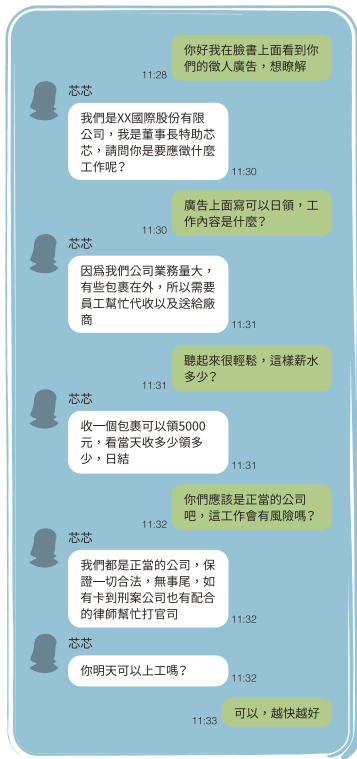 你好我在臉書上面看到你
們的徵人廣告，想瞭解
11:28
芯芯
我們是XX國際股份有限
公司，我是董事長特助芯
芯，請問你是要應徵什麼
工作呢？
11:30
廣告上面寫可以日領，工
作內容是什麼？
11:30
芯芯
因爲我們公司業務量大，
有些包裹在外，所以需要
員工幫忙代收以及送給廠
商
11:31
聽起來很輕鬆，這樣薪水
多少？
11:31
芯芯
收一個包裹可以領5000
元，看當天收多少領多
少，日結
11:31
你們應該是正當的公司
吧，這工作會有風險嗎？
11:32
芯芯
我們都是正當的公司，保
證一切合法，無事尾，如
有卡到刑案公司也有配合
的律師幫忙打官司
11:32
芯芯
你明天可以上工嗎？
11:32
可以，越快越好
11:33